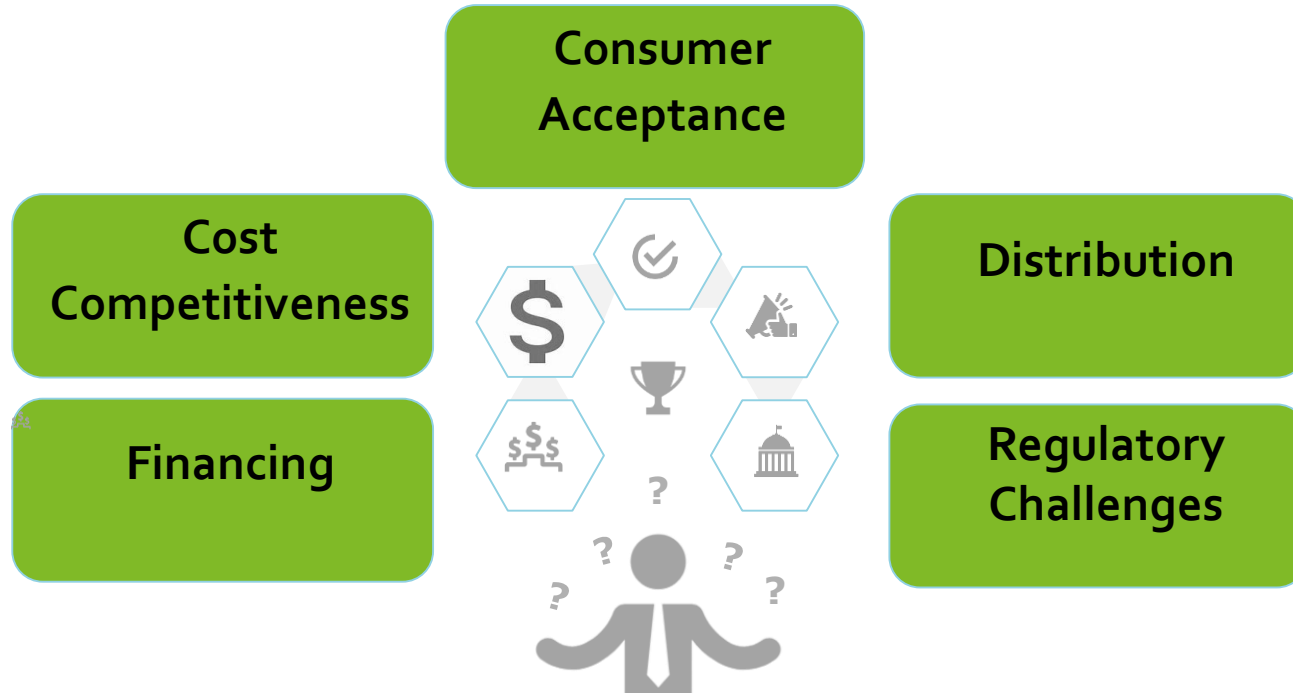 Consumer
Acceptance
Cost
Competitiveness
Distribution
Financing
Regulatory
Challenges
$
$ $ $
?
?
?
?
?